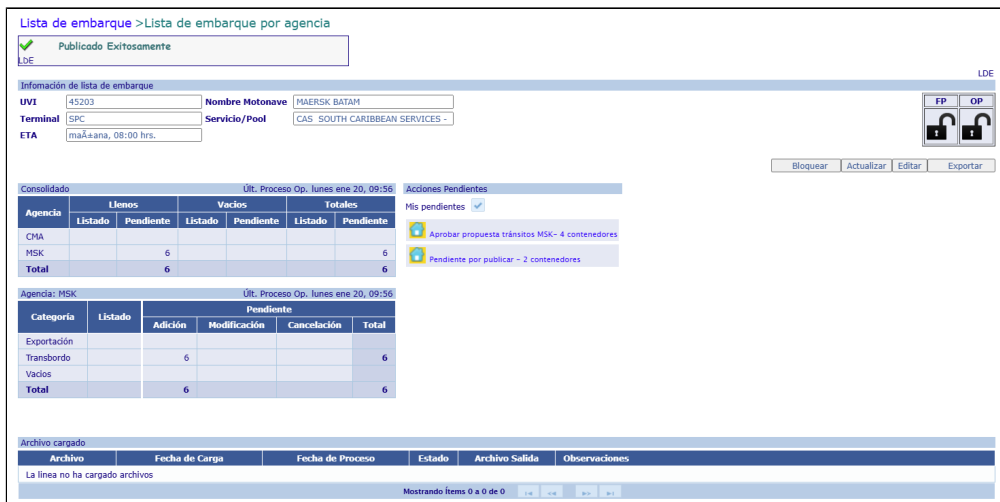 Lista de embarque >Lista de embarque por agencia
Publicado Exitosamente
LDE
LDE
Infomación de lista de embarque
UVI 45203 Nombre Motonave MAERSK BATAM
Terminal SPC Servicio/Pool CAS SOUTH CARIBBEAN SERVICES -
ETA maÃ±ana, 08:00 hrs.
FP OP
Bloquear Actualizar Editar Exportar
Consolidado Últ. Proceso Op. lunes ene 20, 09:56
Agencia Llenos Vacios Totales
Listado Pendiente Listado Pendiente Listado Pendiente
CMA
MSK 6 6
Total 6 6
Acciones Pendientes
Mis pendientes
Aprobar propuesta tránsitos MSK- 4 contenedores
Pendiente por publicar - 2 contenedores
Agencia: MSK Últ. Proceso Op. lunes ene 20, 09:56
Categoría Listado Pendiente
Adición Modificación Cancelación Total
Exportación
Transbordo 6 6
Vacios
Total 6 6
Archivo cargado
Archivo Fecha de Carga Fecha de Proceso Estado Archivo Salida Observaciones
La línea no ha cargado archivos
Mostrando Ítems 0 a 0 de 0